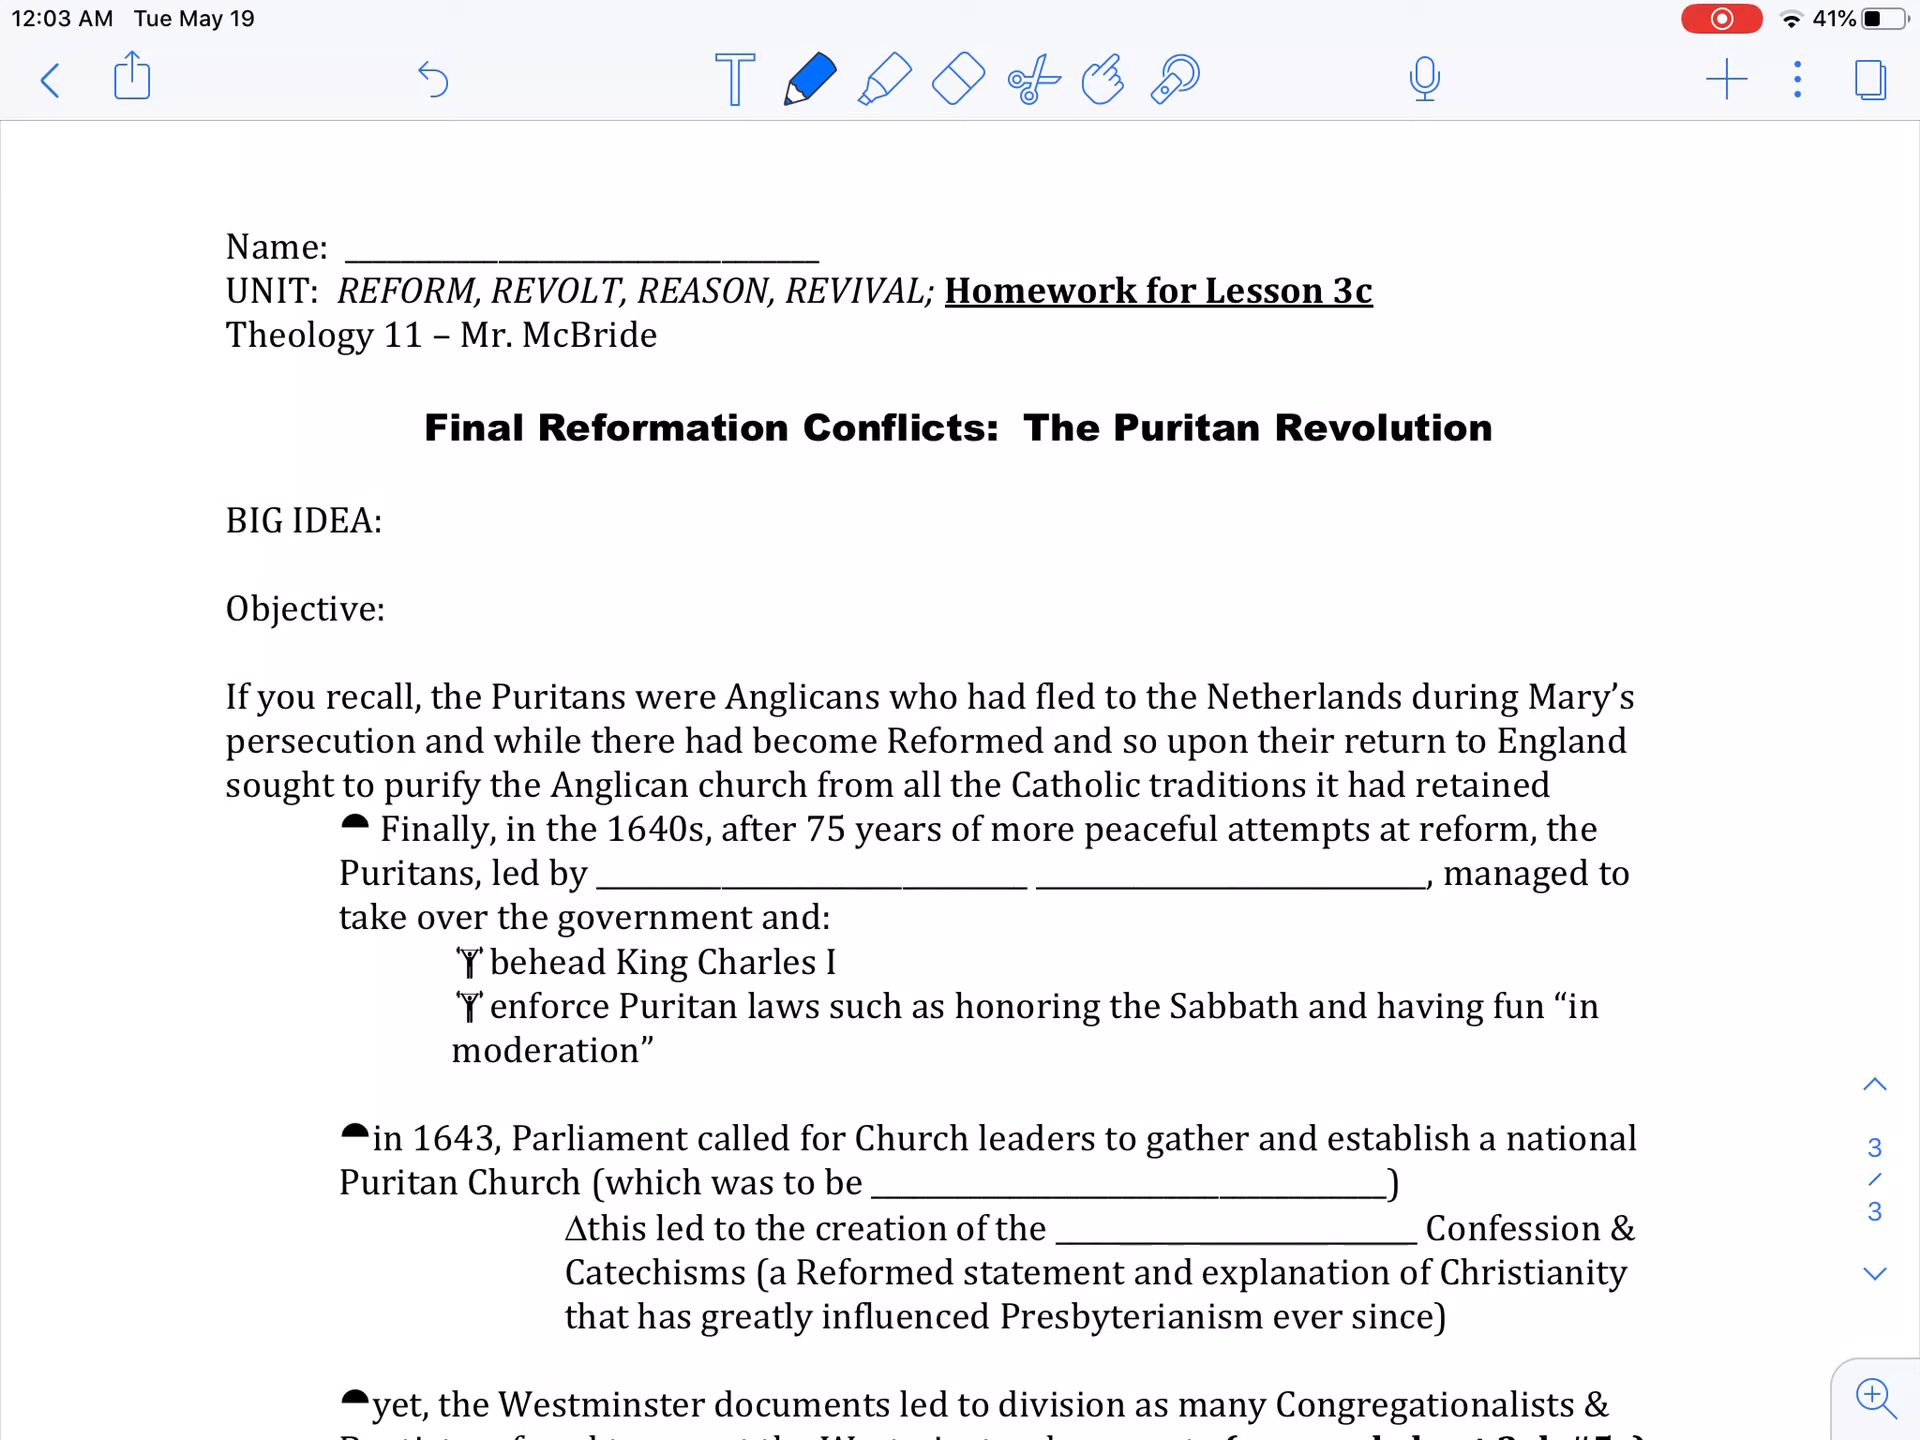 12:03 AM Tue May 19
41%
Name: ______________________________
UNIT: REFORM, REVOLT, REASON, REVIVAL; Homework for Lesson 3c
Theology 11 – Mr. McBride
Final Reformation Conflicts: The Puritan Revolution
BIG IDEA:
Objective:
If you recall, the Puritans were Anglicans who had fled to the Netherlands during Mary’s
persecution and while there had become Reformed and so upon their return to England
sought to purify the Anglican church from all the Catholic traditions it had retained
Finally, in the 1640s, after 75 years of more peaceful attempts at reform, the
Puritans, led by ____________________________ _________________________, managed to
take over the government and:
behead King Charles I
enforce Puritan laws such as honoring the Sabbath and having fun “in
moderation”
in 1643, Parliament called for Church leaders to gather and establish a national
Puritan Church (which was to be _________________________________)
∆this led to the creation of the _______________________ Confession &
Catechisms (a Reformed statement and explanation of Christianity
that has greatly influenced Presbyterianism ever since)
3
/
3
yet, the Westminster documents led to division as many Congregationalists &